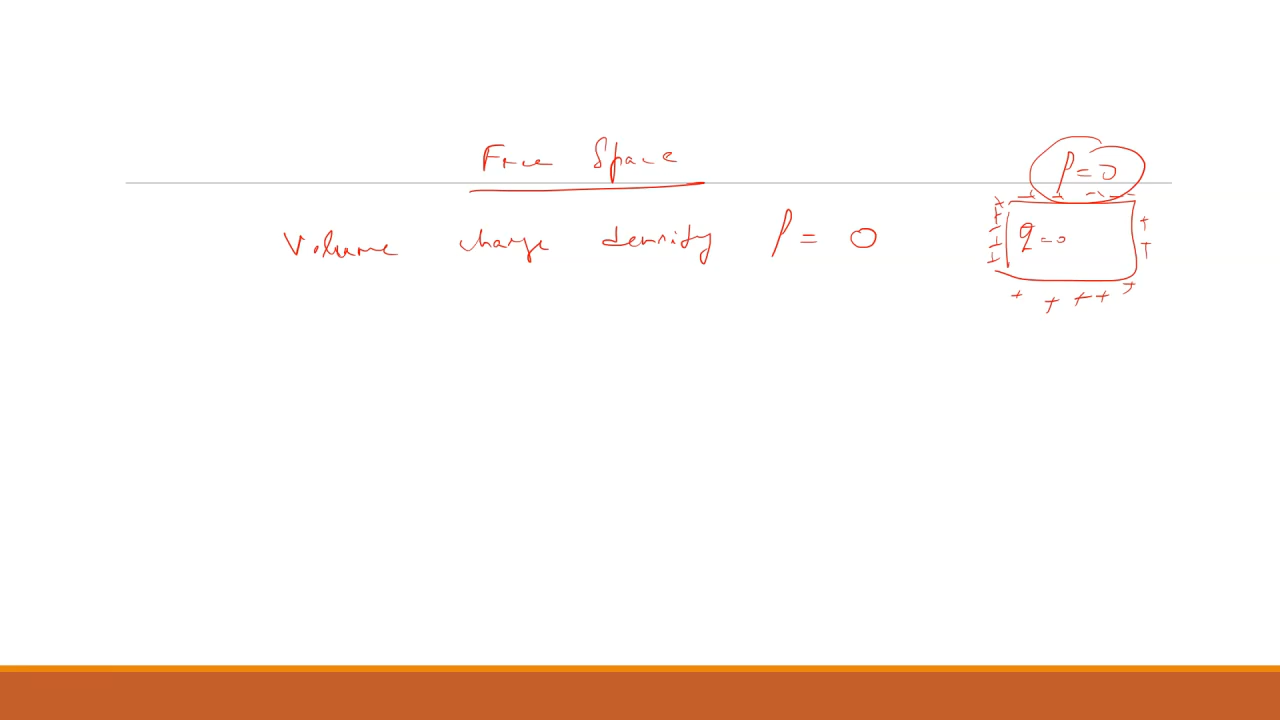 Free Space
ρ = 0
Volume charge density ρ = 0
q = 0